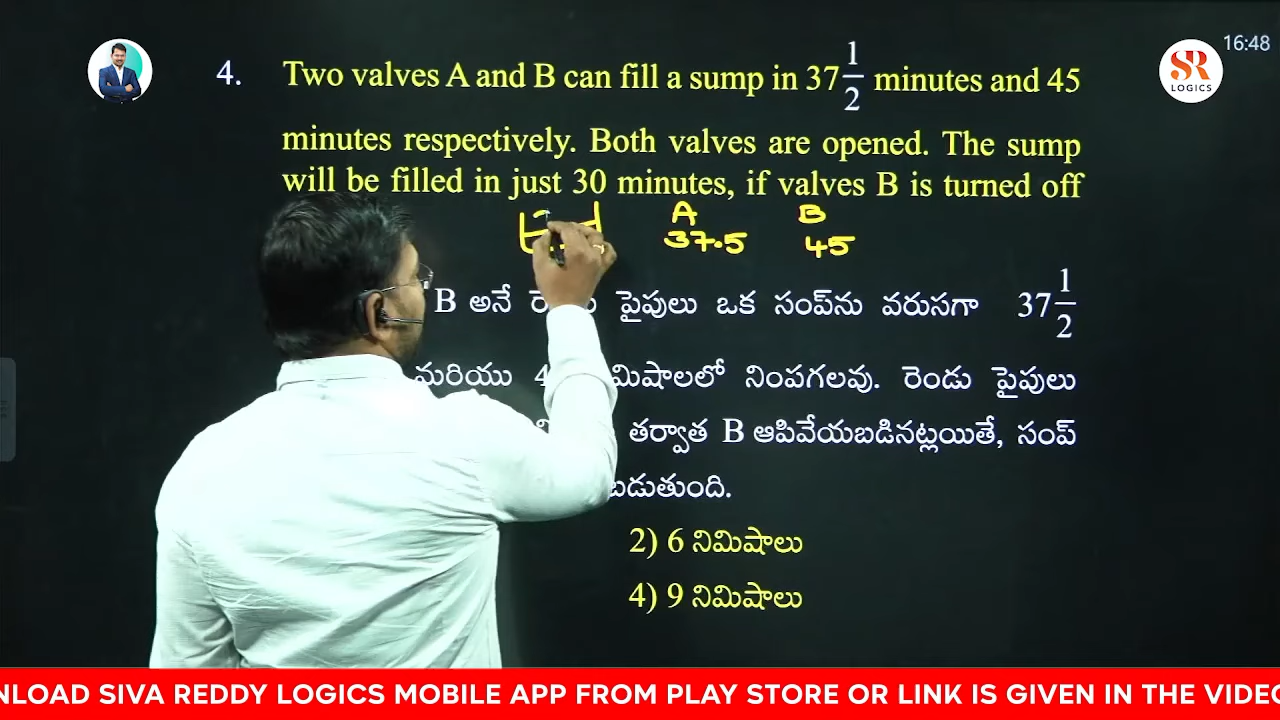 16:48
SR
LOGICS
4. Two valves A and B can fill a sump in 37 1/2 minutes and 45
minutes respectively. Both valves are opened. The sump
will be filled in just 30 minutes, if valves B is turned off
A B
37.5 45
B అనే పైపులు ఒక సంప్‌ను వరుసగా 37 1/2
మరియు నిమిషాలలో నింపగలవు. రెండు పైపులు
తర్వాత B ఆపివేయబడినట్లయితే, సంప్
2) 6 నిమిషాలు
4) 9 నిమిషాలు
SIVA REDDY LOGICS MOBILE APP FROM PLAY STORE OR LINK IS GIVEN IN THE